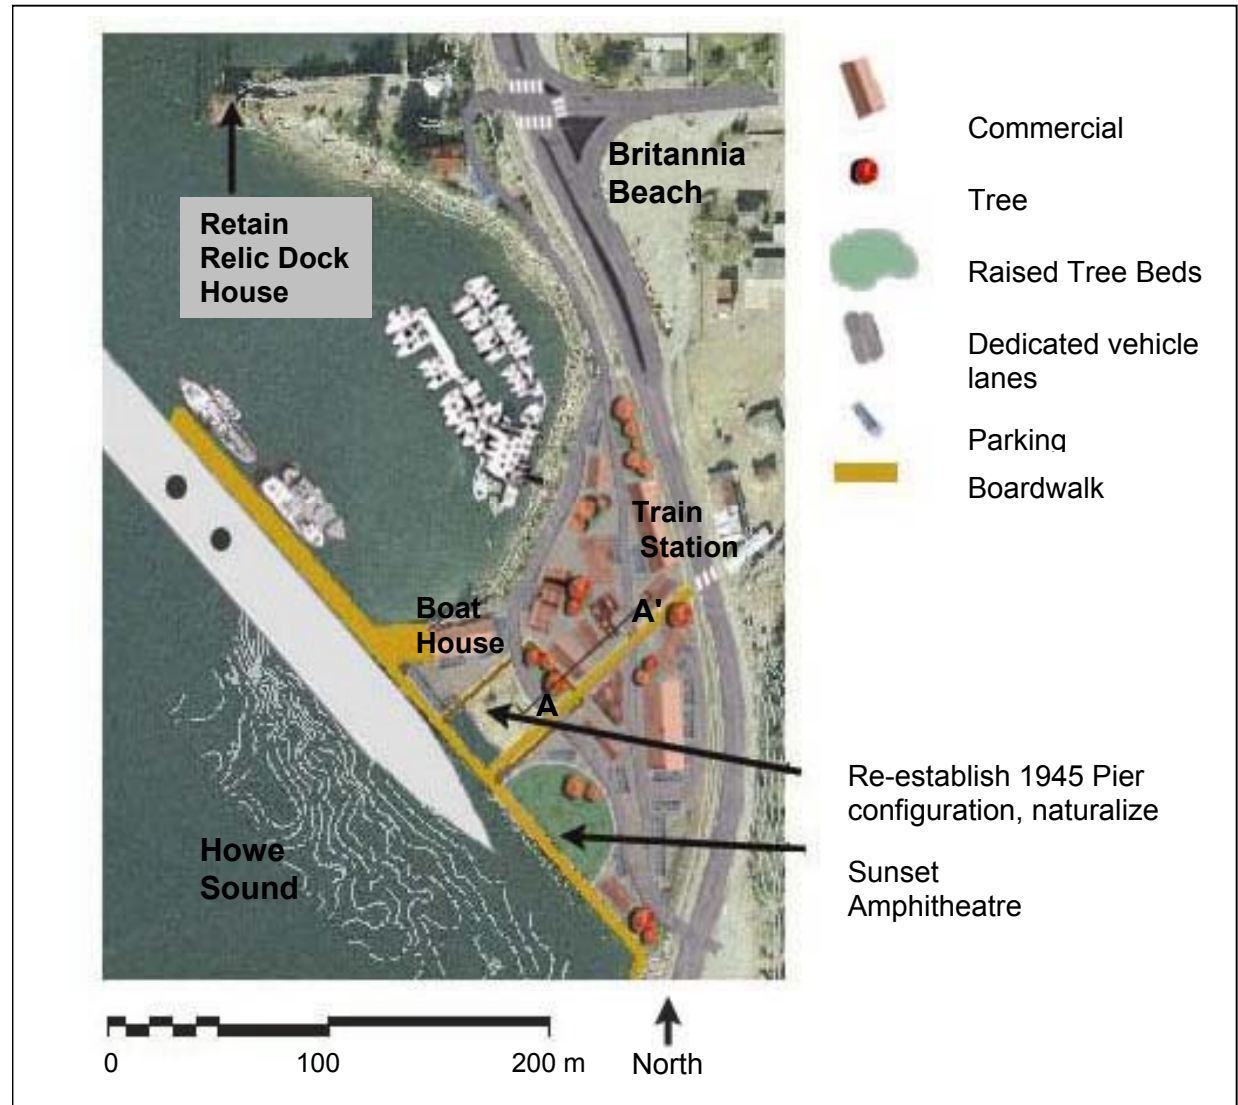 Britannia
Beach
Retain
Relic Dock
House
Train
Station
A'
Boat
House
A
Howe
Sound
Commercial
Tree
Raised Tree Beds
Dedicated vehicle
lanes
Parking
Boardwalk
Re-establish 1945 Pier
configuration, naturalize
Sunset
Amphitheatre
0 100 200 m
North